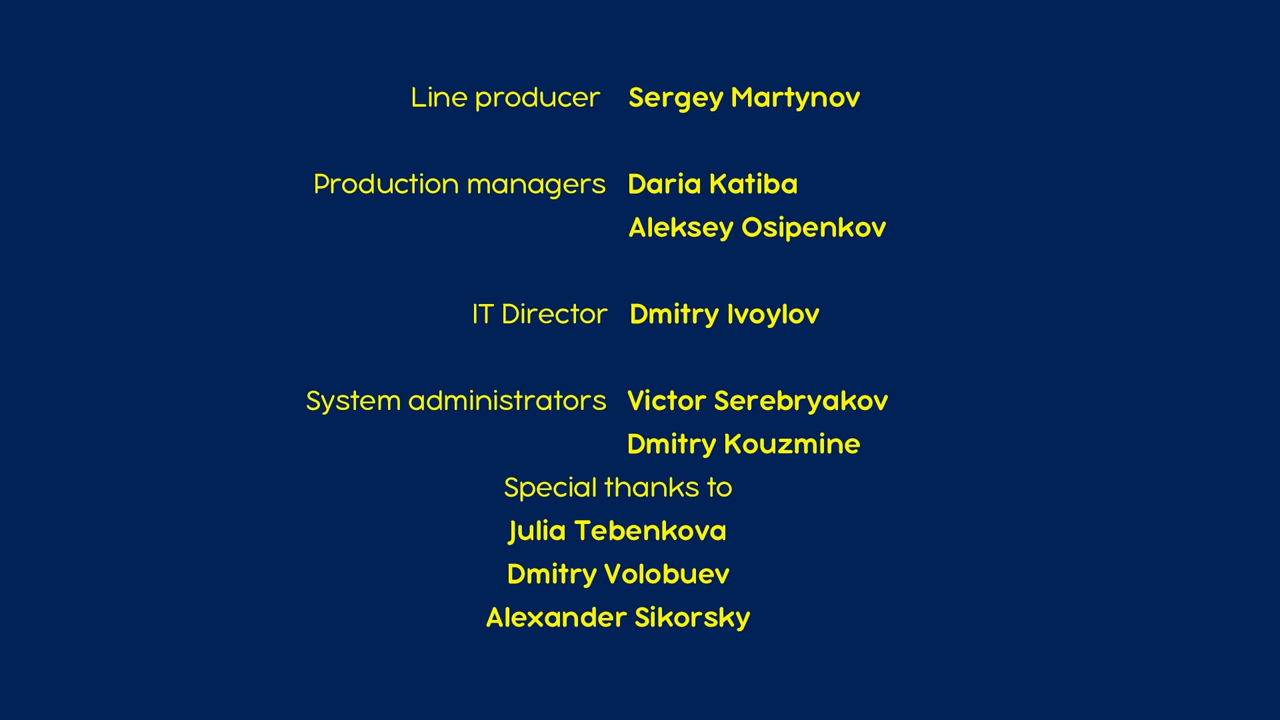 Line producer Sergey Martynov
Production managers Daria Katiba
Aleksey Osipenkov
IT Director Dmitry Ivoylov
System administrators Victor Serebryakov
Dmitry Kouzmine
Special thanks to
Julia Tebenkova
Dmitry Volobuev
Alexander Sikorsky